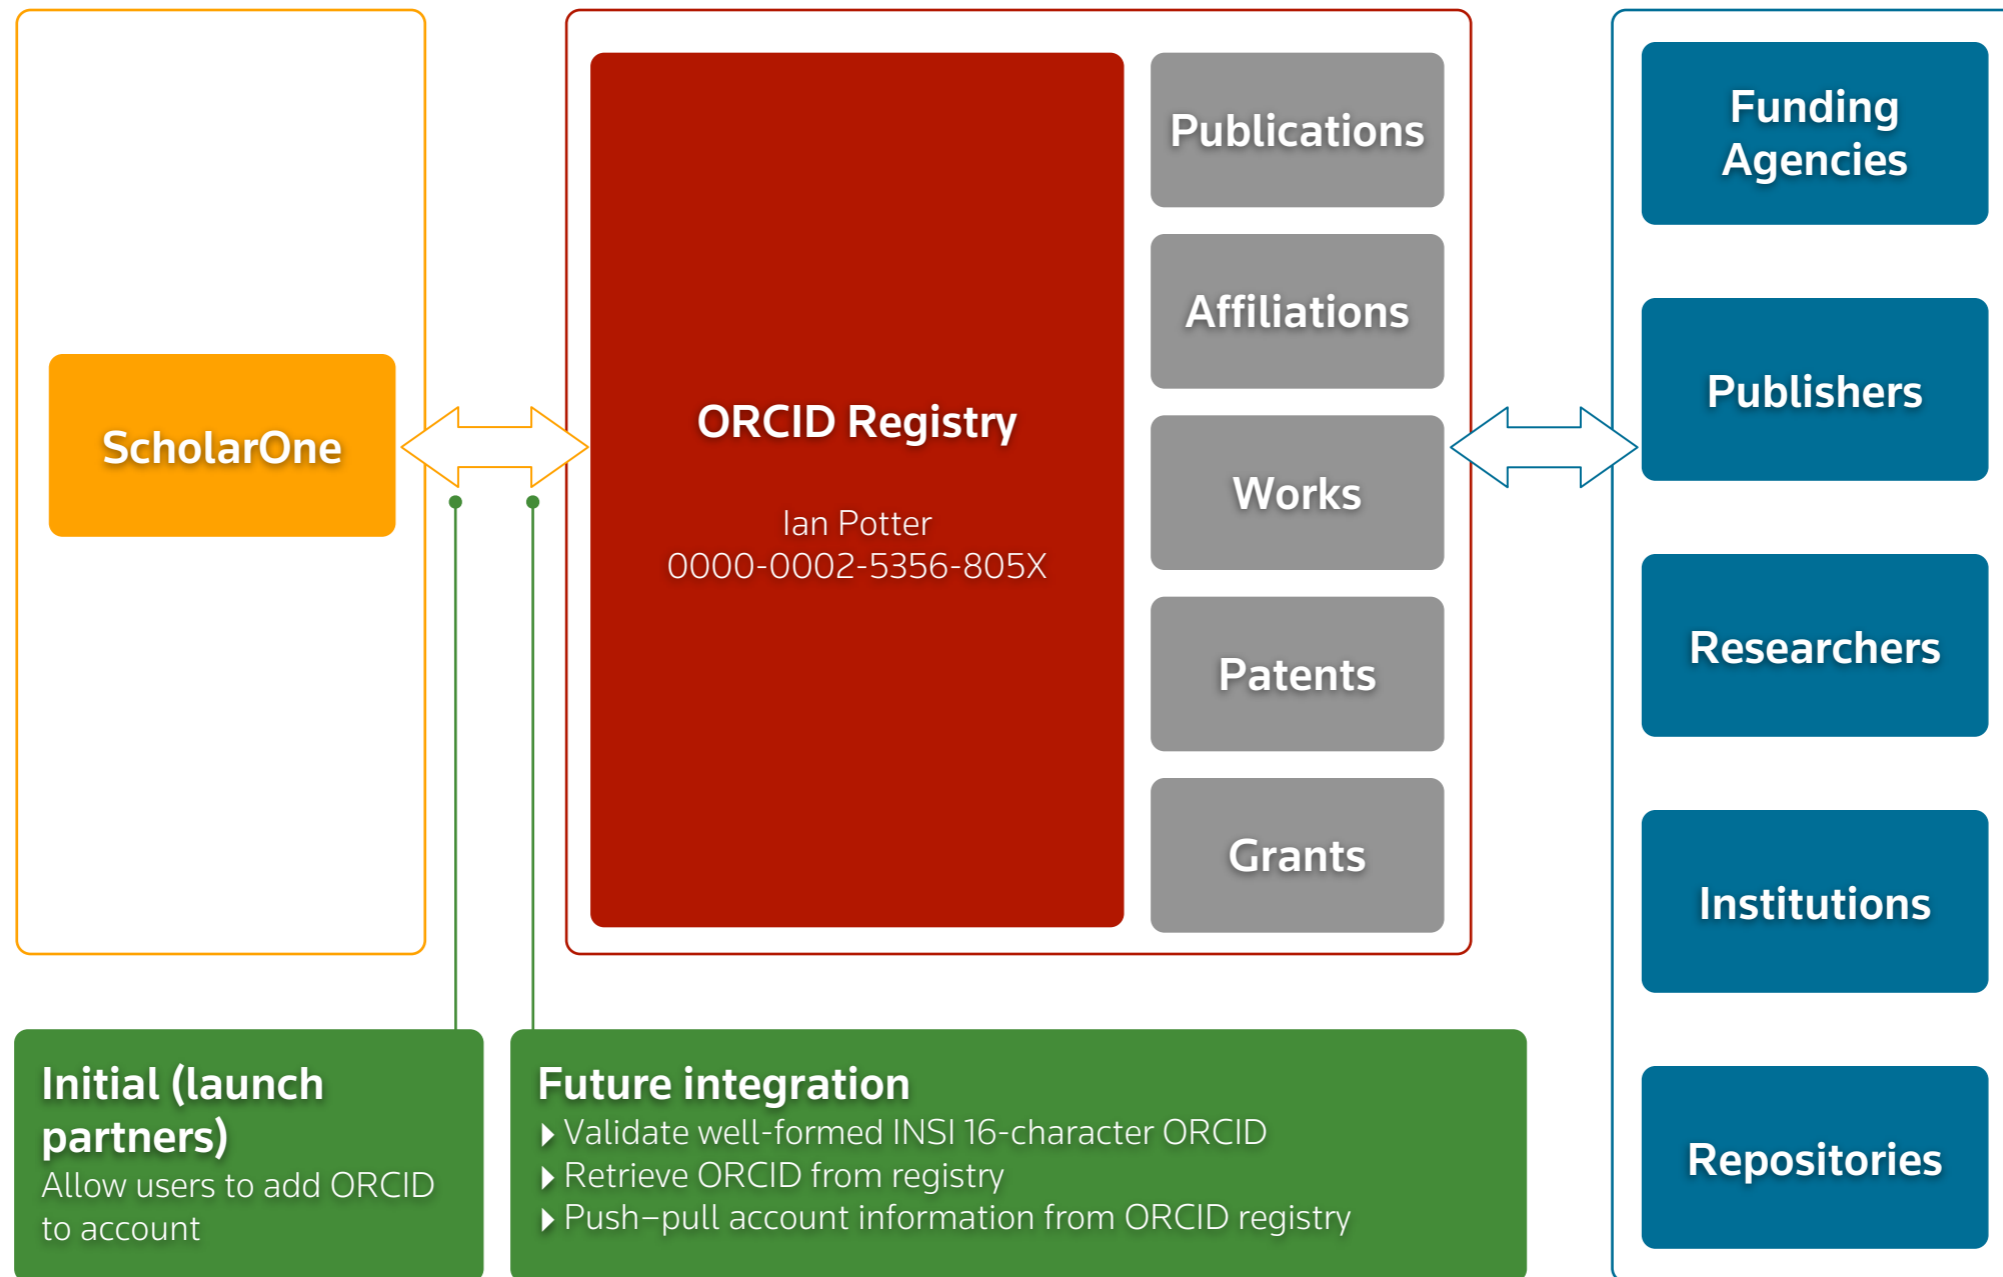 ScholarOne
ORCID Registry
Ian Potter
0000-0002-5356-805X
Publications
Affiliations
Works
Patents
Grants
Funding
Agencies
Publishers
Researchers
Institutions
Repositories
Initial (launch
partners)
Allow users to add ORCID
to account
Future integration
Validate well-formed INSI 16-character ORCID
Retrieve ORCID from registry
Push–pull account information from ORCID registry